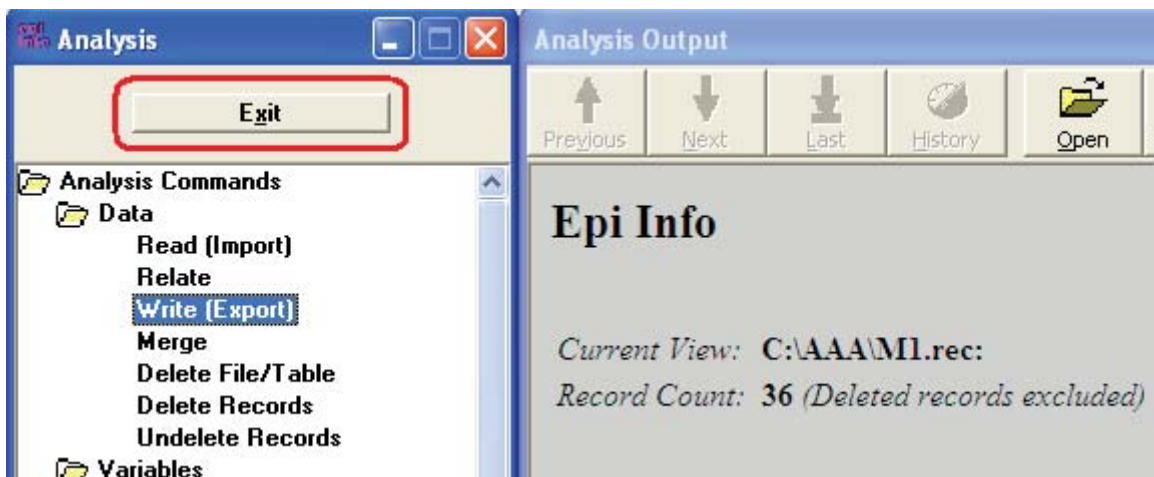 Epi Info Analysis
Exit
Analysis Commands
Data
Read (Import)
Relate
Write (Export)
Merge
Delete File/Table
Delete Records
Undelete Records
Variables
Analysis Output
Previous Next Last History Open
Epi Info
Current View: C:\AAA\M1.rec:
Record Count: 36 (Deleted records excluded)